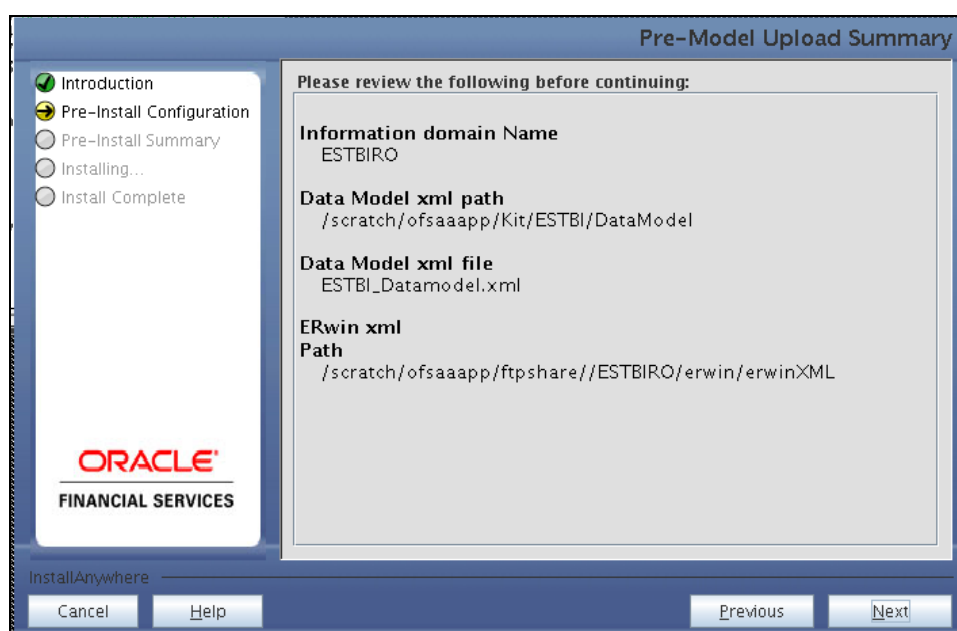 Pre-Model Upload Summary
Introduction
Pre-Install Configuration
Pre-Install Summary
Installing...
Install Complete
ORACLE'
FINANCIAL SERVICES
Please review the following before continuing:
Information domain Name
ESTBIRO
Data Model xml path
/scratch/ofsaaapp/Kit/ESTBI/DataModel
Data Model xml file
ESTBI_Datamodel.xml
ERwin xml
Path
/scratch/ofsaaapp/ftpshare//ESTBIRO/erwin/erwinXML
InstallAnywhere
Cancel Help Previous Next